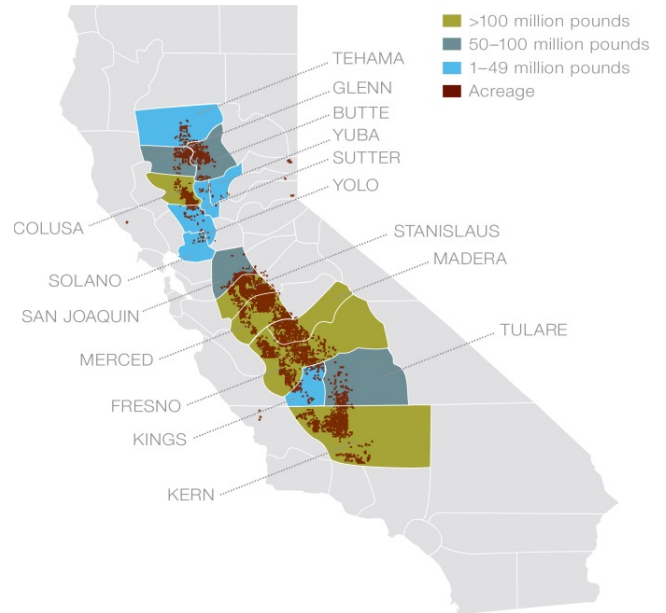 >100 million pounds
50–100 million pounds
1–49 million pounds
Acreage
TEHAMA
GLENN
BUTTE
YUBA
SUTTER
YOLO
COLUSA
STANISLAUS
MADERA
SOLANO
SAN JOAQUIN
TULARE
MERCED
FRESNO
KINGS
KERN